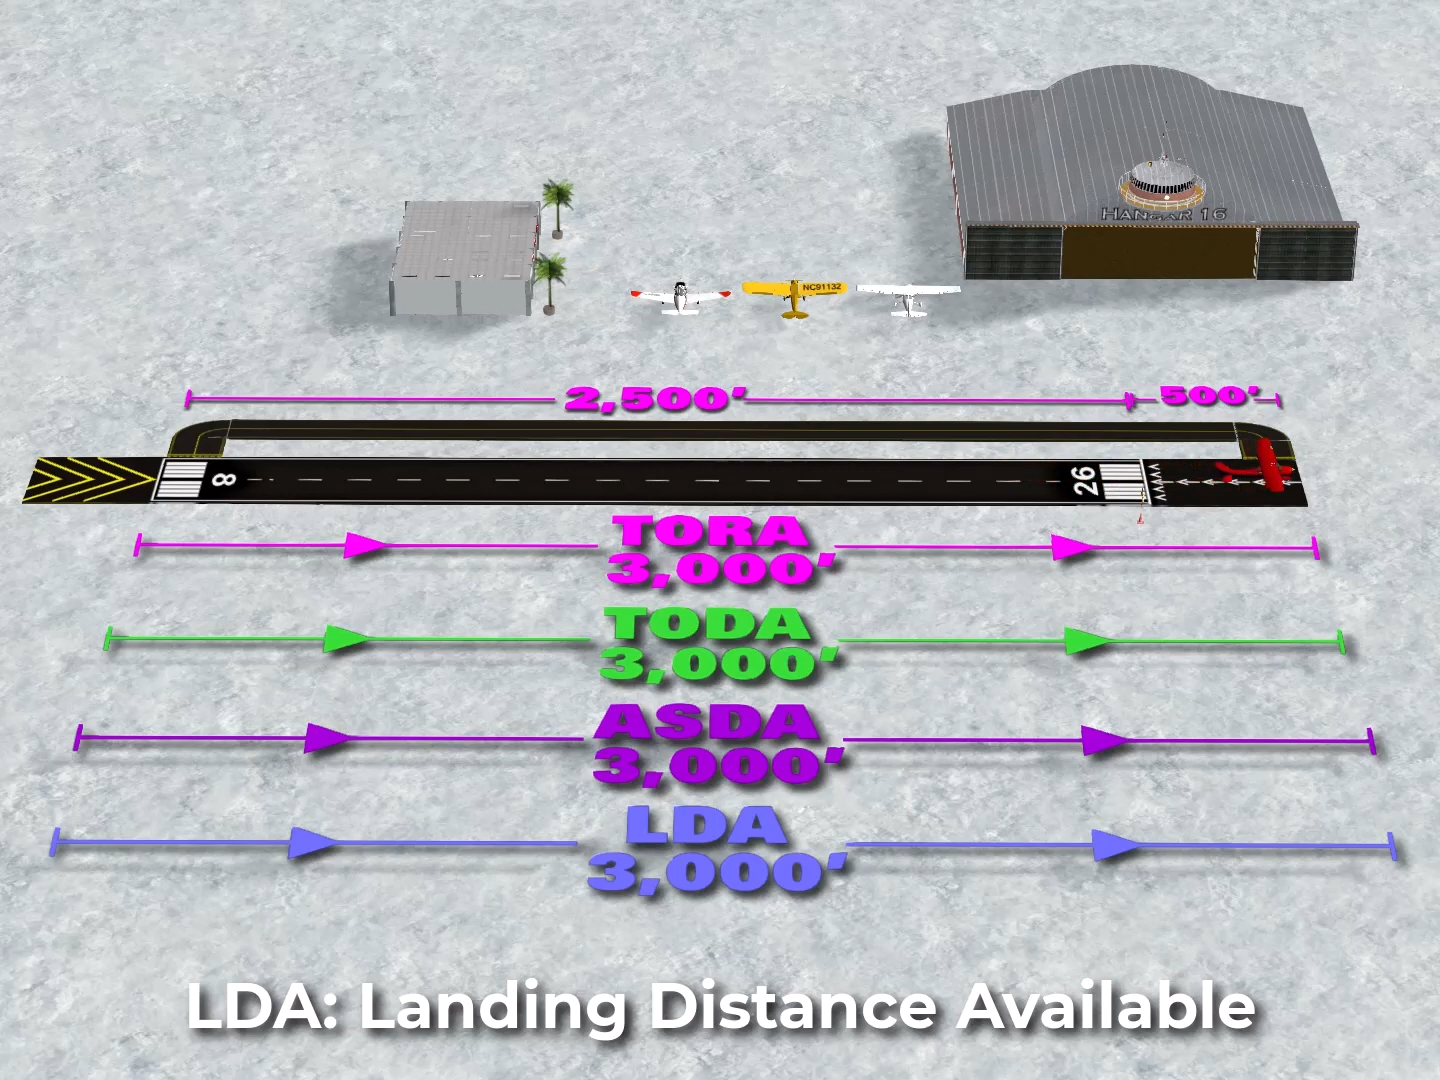 HANGAR 16
NC91132
2,500' 500'
8 26
TORA
3,000'
TODA
3,000'
ASDA
3,000'
LDA
3,000'
LDA: Landing Distance Available